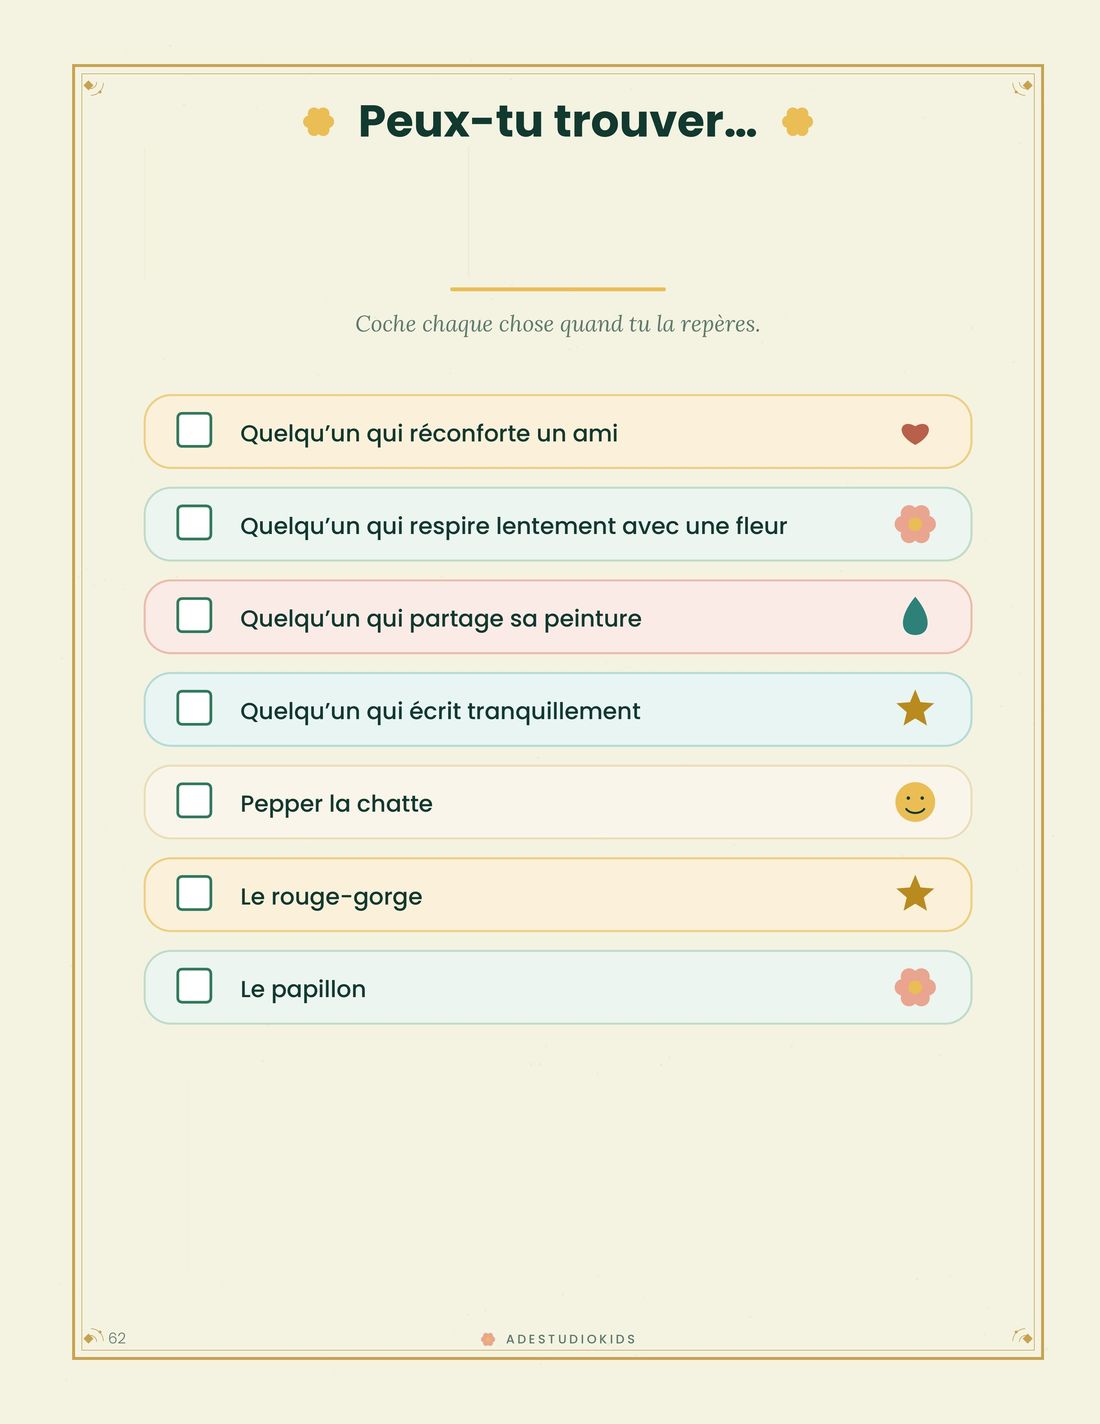 Peux-tu trouver...
Coche chaque chose quand tu la repères.
Quelqu’un qui réconforte un ami
Quelqu’un qui respire lentement avec une fleur
Quelqu’un qui partage sa peinture
Quelqu’un qui écrit tranquillement
Pepper la chatte
Le rouge-gorge
Le papillon
62
ADESTUDIOKIDS